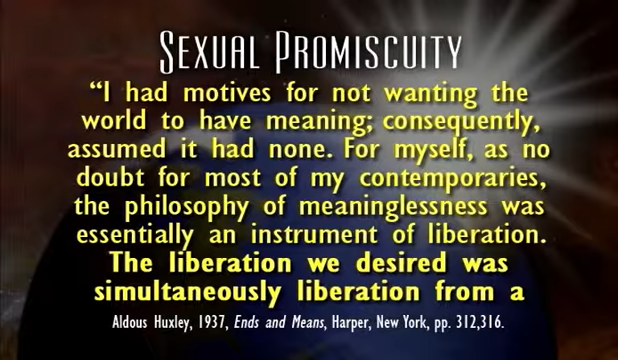 SEXUAL PROMISCUITY
“I had motives for not wanting the
world to have meaning; consequently,
assumed it had none. For myself, as no
doubt for most of my contemporaries,
the philosophy of meaninglessness was
essentially an instrument of liberation.
The liberation we desired was
simultaneously liberation from a
Aldous Huxley, 1937, Ends and Means, Harper, New York, pp. 312,316.